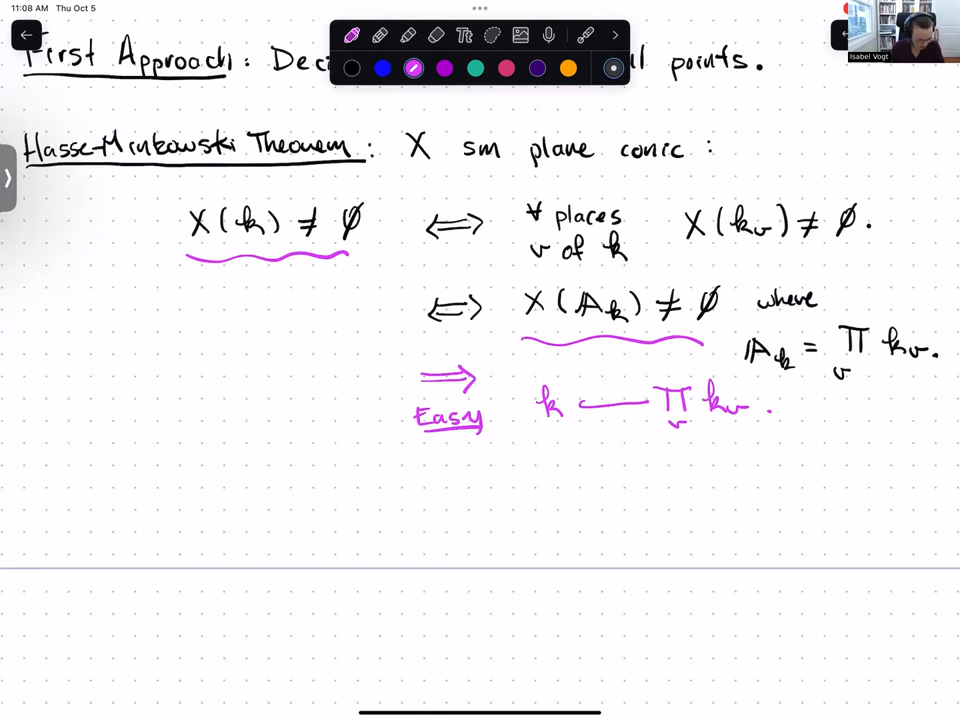 11:08 AM Thu Oct 5
First Approach: Dec points.
Isabel Vogt
Hasse-Minkowski Theorem: X sm plane conic:
X(k) ≠ ∅ ⟺ ∀ places v of k X(k_v) ≠ ∅.
⟺ X(𝔸_k) ≠ ∅ where
𝔸_k = ∏_v k_v.
⟹ k — ∏_v k_v.
Easy